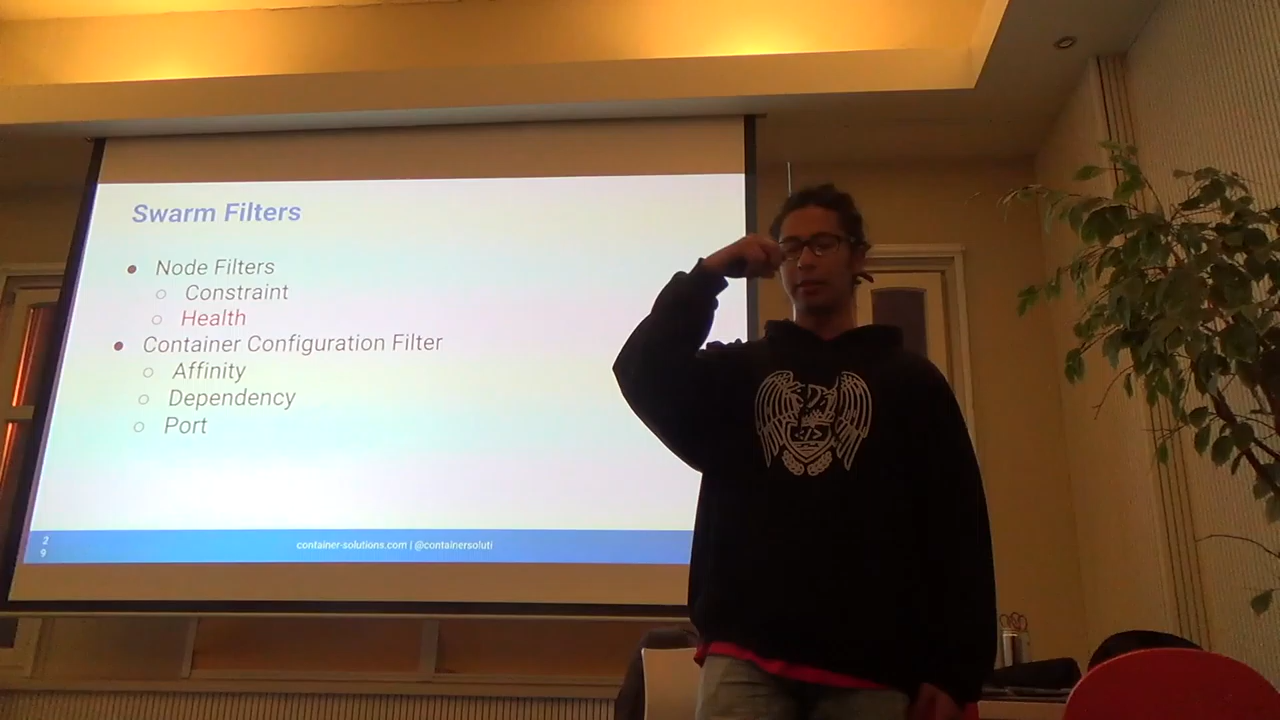 Swarm Filters
Node Filters
Constraint
Health
Container Configuration Filter
Affinity
Dependency
Port
2
9
container-solutions.com | @containersoluti
</>